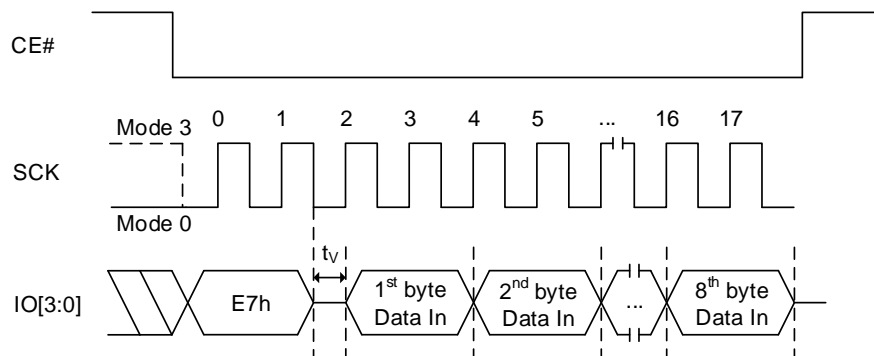 CE#
0 1 2 3 4 5 ... 16 17
Mode 3
SCK
Mode 0
tV
IO[3:0]
E7h
1st byte
Data In
2nd byte
Data In
...
8th byte
Data In